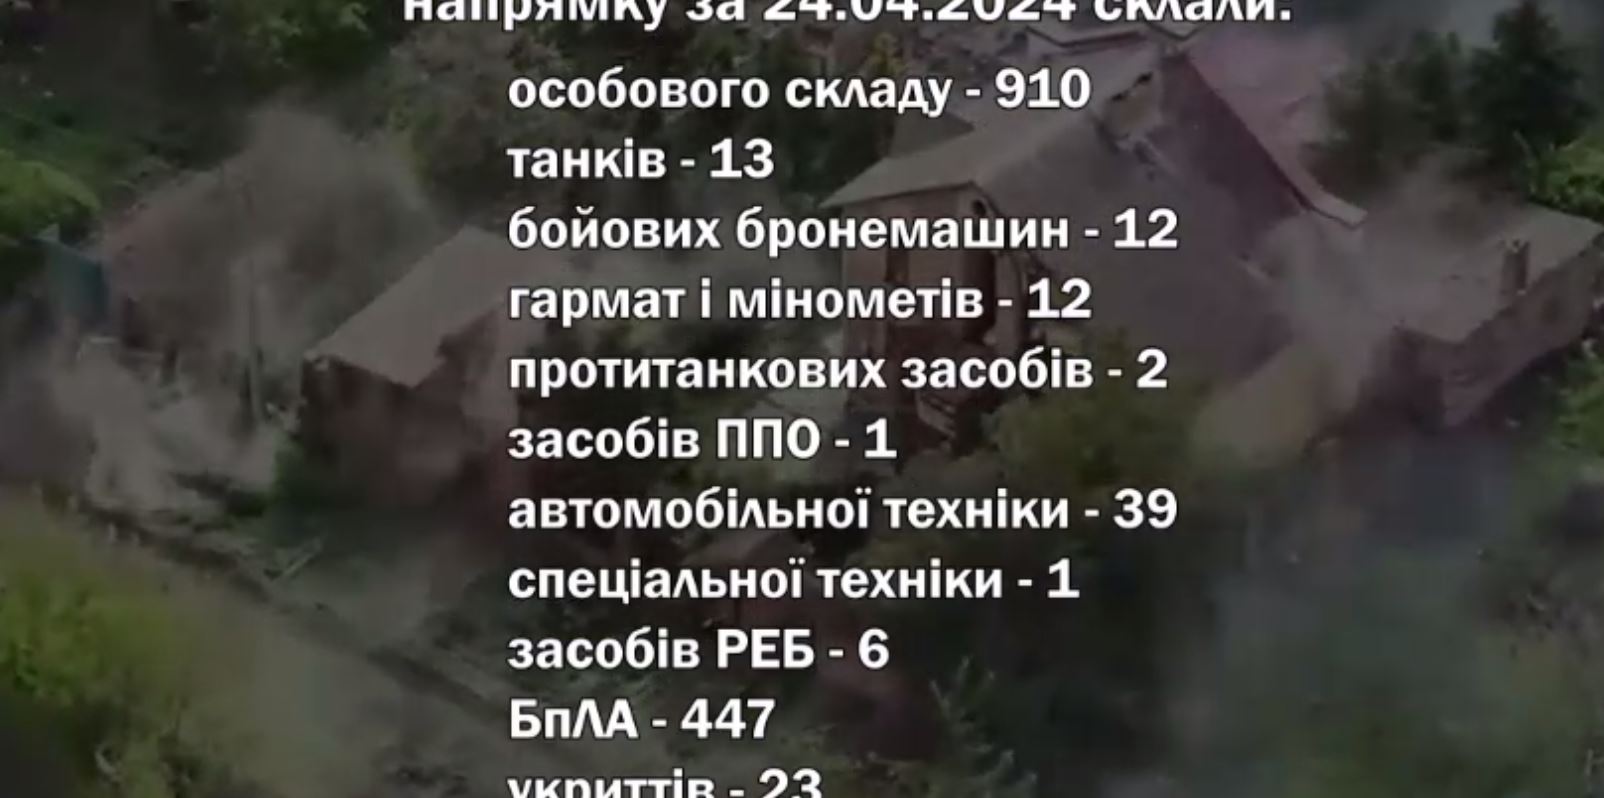 напрямку за 24.04.2024 склали:
особового складу - 910
танків - 13
бойових бронемашин - 12
гармат і мінометів - 12
протитанкових засобів - 2
засобів ППО - 1
автомобільної техніки - 39
спеціальної техніки - 1
засобів РЕБ - 6
БпЛА - 447
укриттів - 23